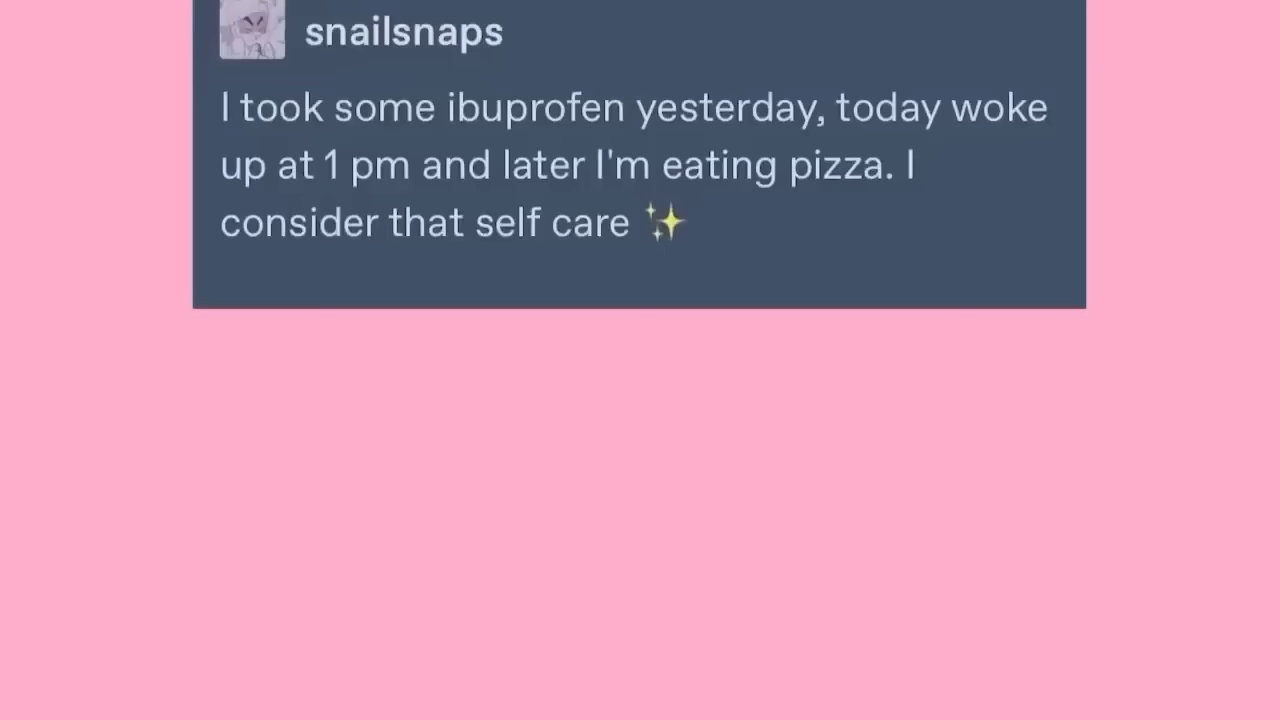 snailsnaps
I took some ibuprofen yesterday, today woke
up at 1 pm and later I'm eating pizza. I
consider that self care ✨